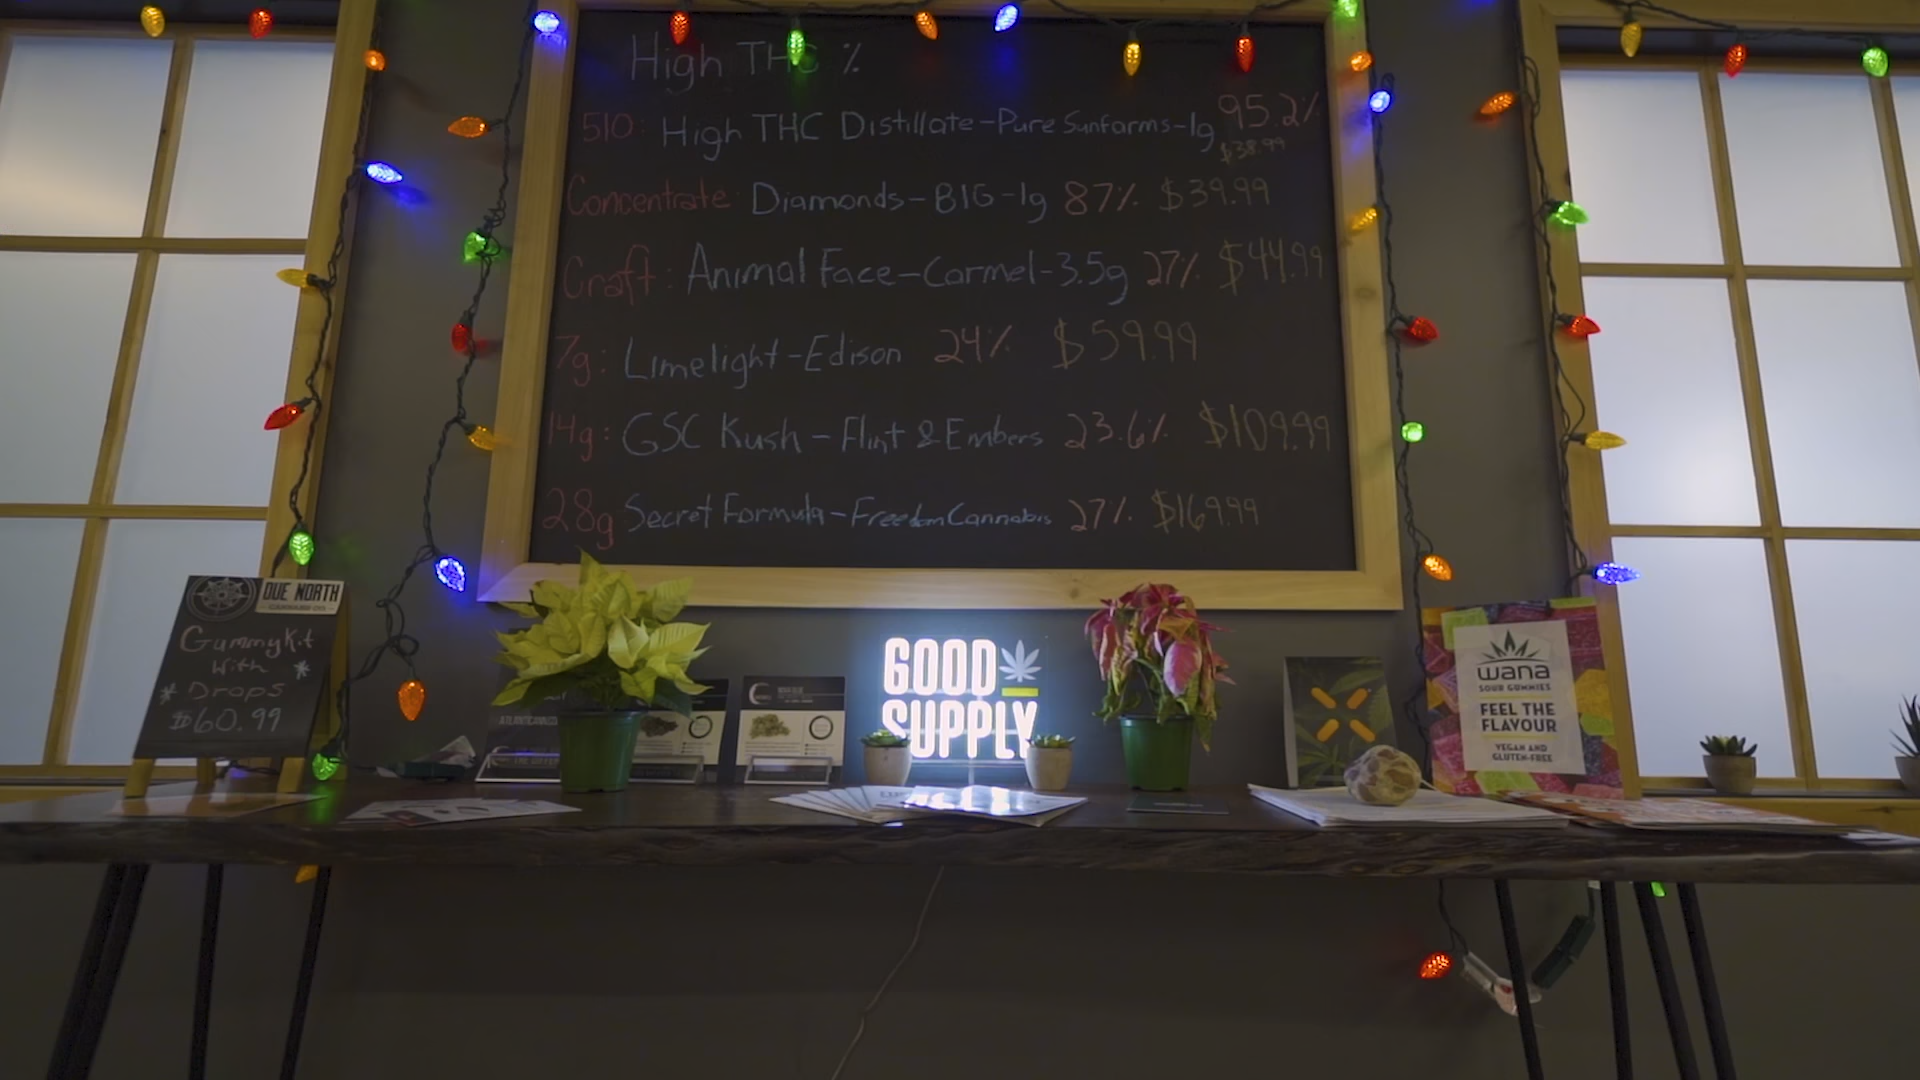 High THC %
510: High THC Distillate-Pure Sunfarms-1g 95.2%
$38.99
Concentrate: Diamonds-B1G-1g 87% $39.99
Craft: Animal Face-Carmel-3.5g 27% $44.99
7g: Limelight-Edison 24% $59.99
14g: GSC Kush-Flint & Embers 23.6% $109.99
28g Secret Formula-Freedom Cannabis 27% $169.99
DUE NORTH
CANNABIS CO.
Gummy Kit
With
* Drops *
$60.99
GOOD
SUPPLY
wana
SOUR GUMMIES
FEEL THE
FLAVOUR
VEGAN AND
GLUTEN-FREE